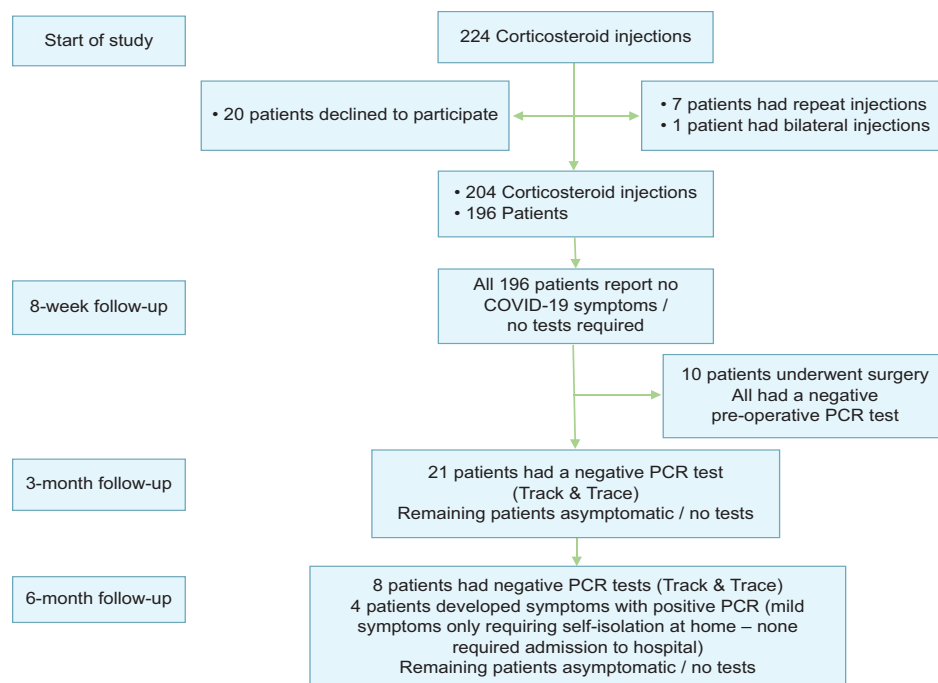 Start of study
224 Corticosteroid injections
• 20 patients declined to participate
• 7 patients had repeat injections
• 1 patient had bilateral injections
• 204 Corticosteroid injections
• 196 Patients
8-week follow-up
All 196 patients report no
COVID-19 symptoms /
no tests required
10 patients underwent surgery
All had a negative
pre-operative PCR test
3-month follow-up
21 patients had a negative PCR test
(Track & Trace)
Remaining patients asymptomatic / no tests
6-month follow-up
8 patients had negative PCR tests (Track & Trace)
4 patients developed symptoms with positive PCR (mild
symptoms only requiring self-isolation at home – none
required admission to hospital)
Remaining patients asymptomatic / no tests